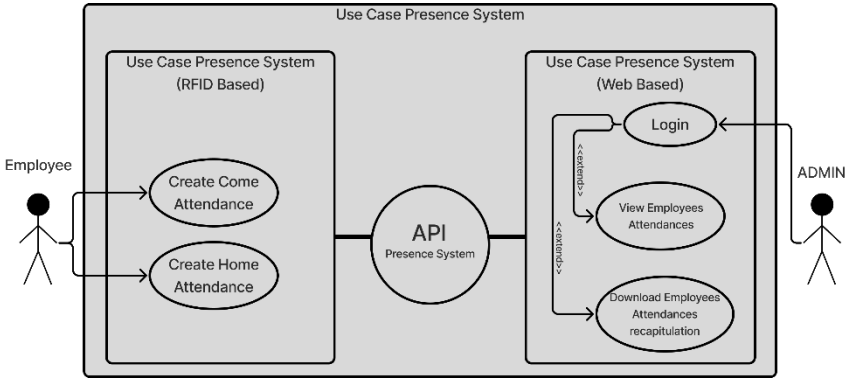 Use Case Presence System
Use Case Presence System
(RFID Based)
Use Case Presence System
(Web Based)
Employee
Create Come
Attendance
Create Home
Attendance
API
Presence System
Login
<<extend>>
<<extend>>
View Employees
Attendances
Download Employees
Attendances
recapitulation
ADMIN